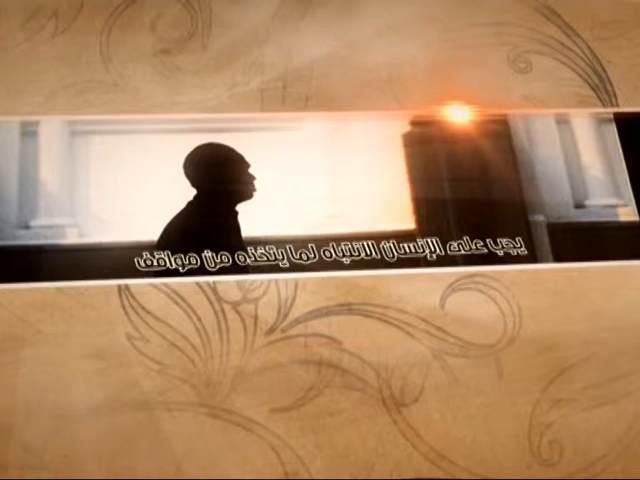 يجب على الإنسان الانتباه لما يتخذه من مواقف